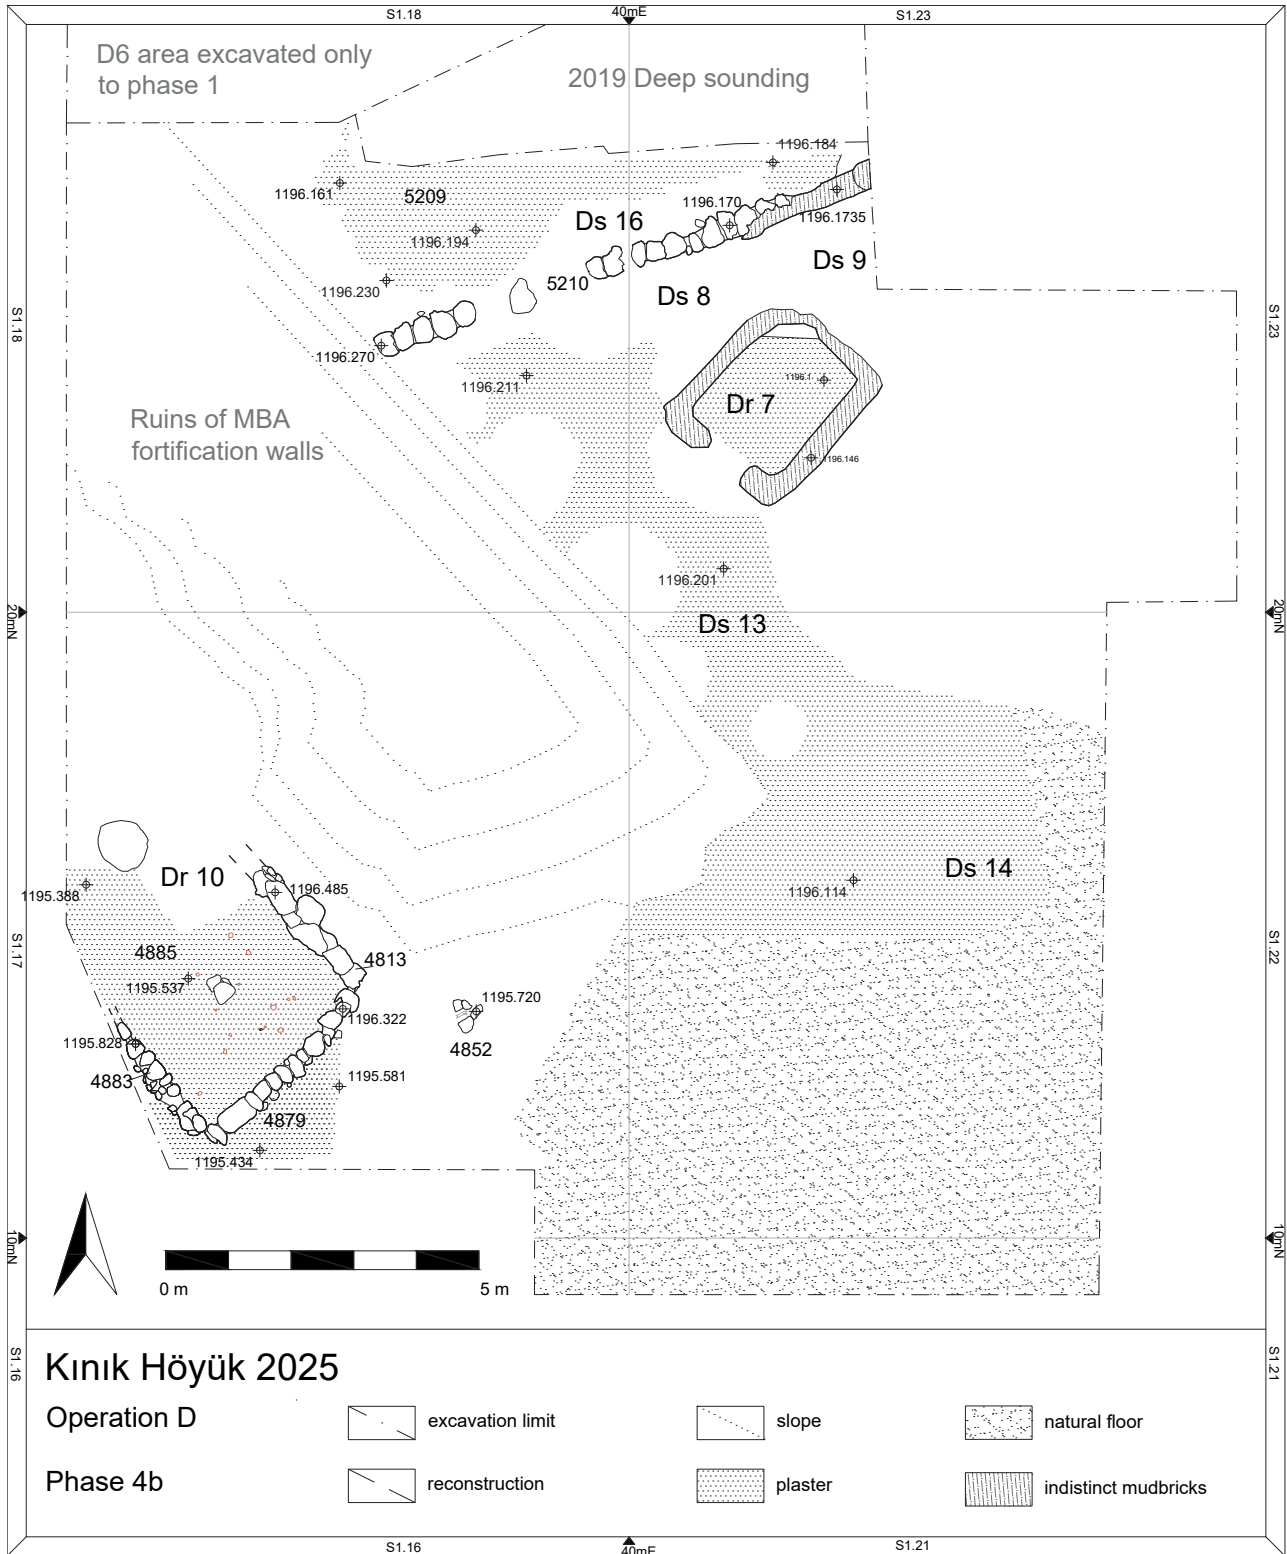 S1.18
40mE
S1.23
D6 area excavated only
to phase 1
2019 Deep sounding
1196.184
1196.161
5209
1196.170
1196.1735
Ds 16
1196.194
Ds 9
5210
1196.230
Ds 8
S1.18
S1.23
1196.270
1196.211
1196.1
Dr 7
Ruins of MBA
fortification walls
1196.146
1196.201
20mN
20mN
Ds 13
Dr 10
Ds 14
1195.388
1196.485
1196.114
S1.17
S1.22
4885
4813
1195.537
1195.720
1196.322
1195.828
4852
4883
1195.581
4879
1195.434
10mN
10mN
0 m
5 m
S1.16
S1.21
Kınık Höyük 2025
Operation D
excavation limit
slope
natural floor
Phase 4b
reconstruction
plaster
indistinct mudbricks
S1.16
40mE
S1.21